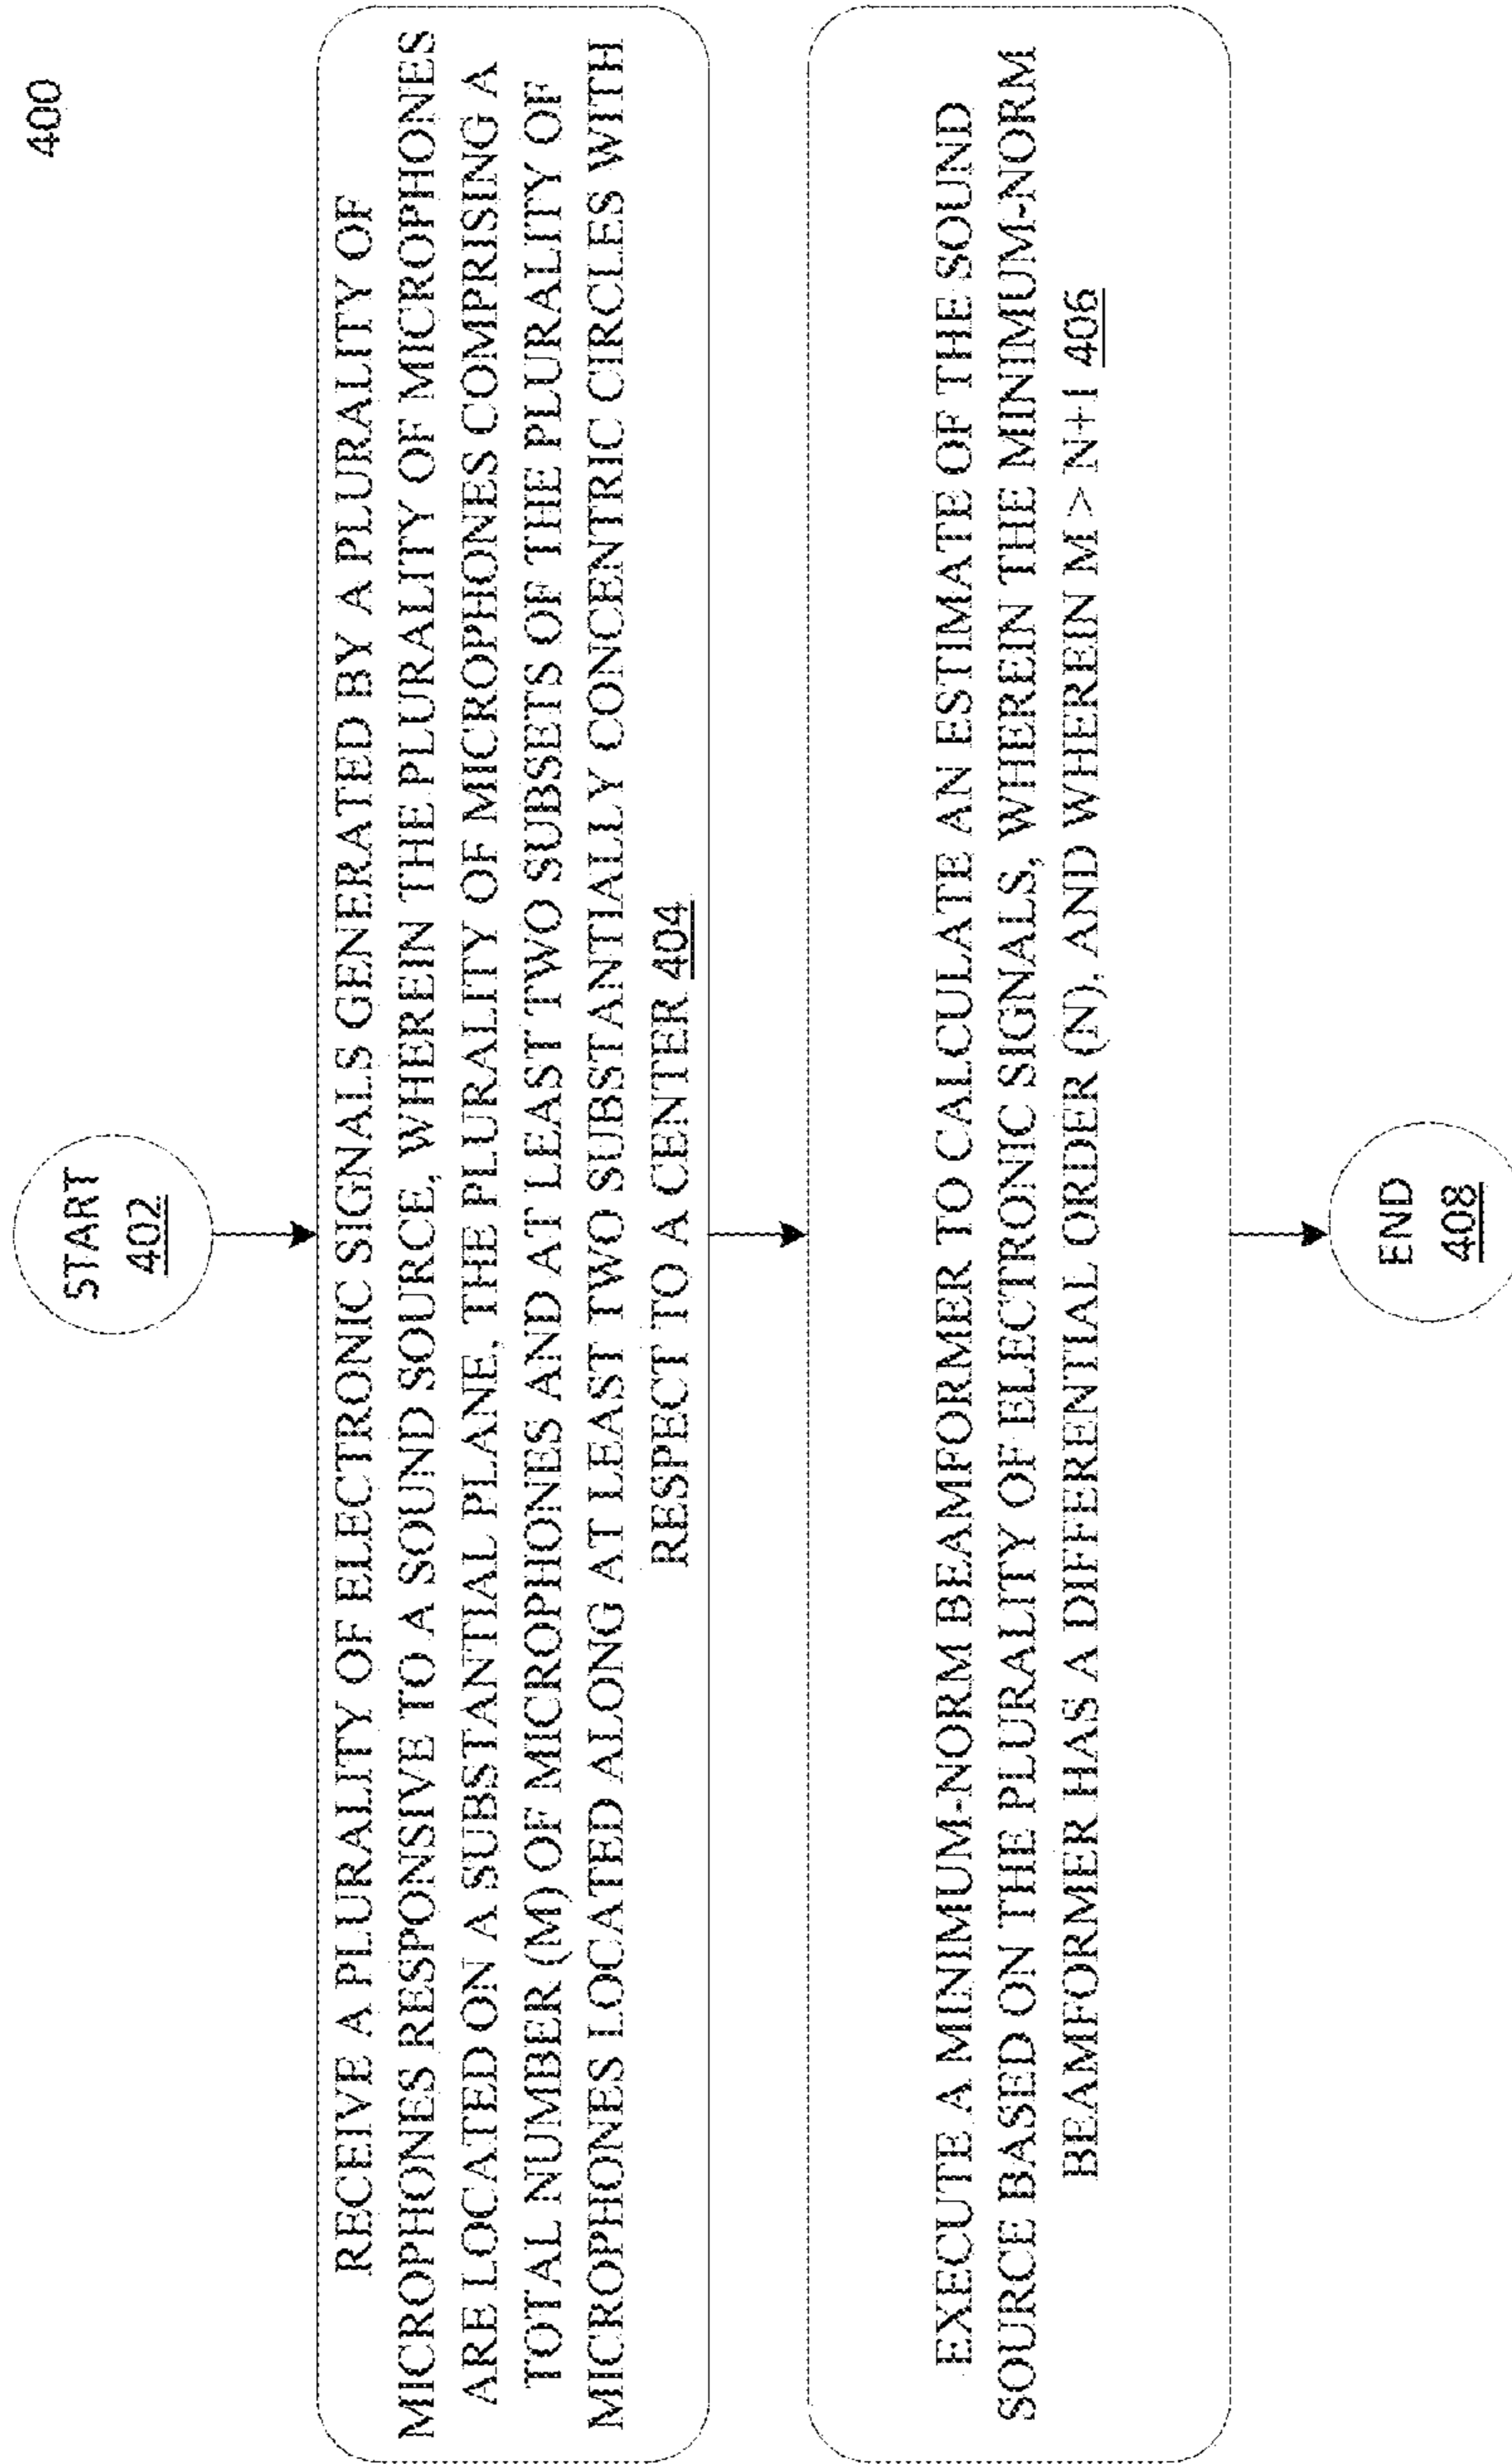 400
START
402
RECEIVE A PLURALITY OF ELECTRONIC SIGNALS GENERATED BY A PLURALITY OF
MICROPHONES RESPONSIVE TO A SOUND SOURCE, WHEREIN THE PLURALITY OF MICROPHONES
ARE LOCATED ON A SUBSTANTIAL PLANE, THE PLURALITY OF MICROPHONES COMPRISING A
TOTAL NUMBER (M) OF MICROPHONES AND AT LEAST TWO SUBSETS OF THE PLURALITY OF
MICROPHONES LOCATED ALONG AT LEAST TWO SUBSTANTIALLY CONCENTRIC CIRCLES WITH
RESPECT TO A CENTER 404
EXECUTE A MINIMUM-NORM BEAMFORMER TO CALCULATE AN ESTIMATE OF THE SOUND
SOURCE BASED ON THE PLURALITY OF ELECTRONIC SIGNALS, WHEREIN THE MINIMUM-NORM
BEAMFORMER HAS A DIFFERENTIAL ORDER (N), AND WHEREIN M > N+1 406
END
408